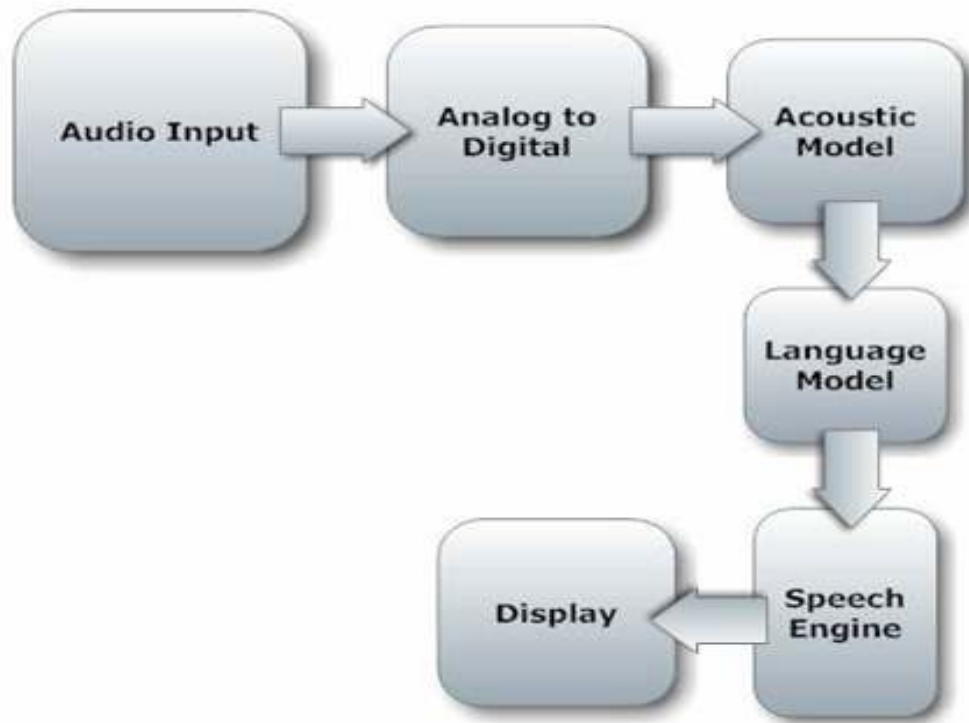 Audio Input
Analog to
Digital
Acoustic
Model
Language
Model
Speech
Engine
Display